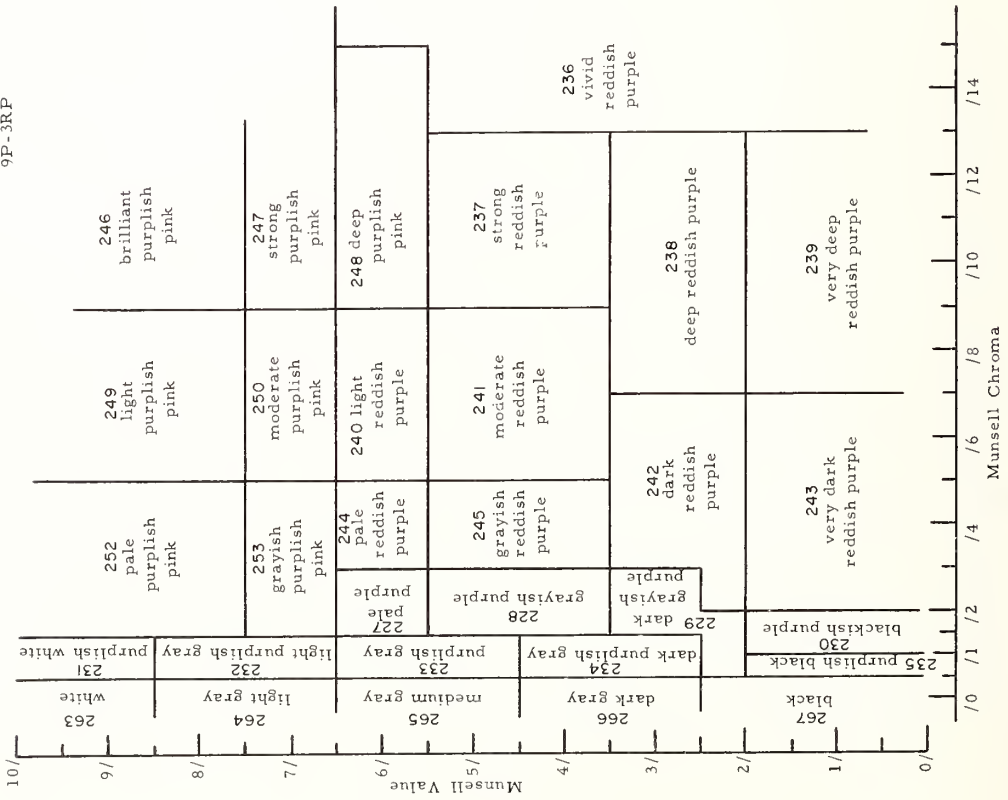 9P-3RP
10/
9/
8/
7/
6/
5/
4/
3/
2/
1/
0/
Munsell Value
263
white
264
light gray
265
medium gray
266
dark gray
267
black
231
purplish white
232
light purplish gray
233
purplish gray
234
dark purplish gray
235 purplish black
230
blackish purple
227
pale
purple
228
grayish purple
229 dark
grayish
purple
252
pale
purplish
pink
253
grayish
purplish
pink
244
pale
reddish
purple
245
grayish
reddish
purple
242
dark
reddish
purple
243
very dark
reddish purple
249
light
purplish
pink
250
moderate
purplish
pink
240 light
reddish
purple
241
moderate
reddish
purple
246
brilliant
purplish
pink
247
strong
purplish
pink
248 deep
purplish
pink
237
strong
reddish
purple
238
deep reddish purple
239
very deep
reddish purple
236
vivid
reddish
purple
/0
/1
/2
/4
/6
/8
/10
/12
/14
Munsell Chroma